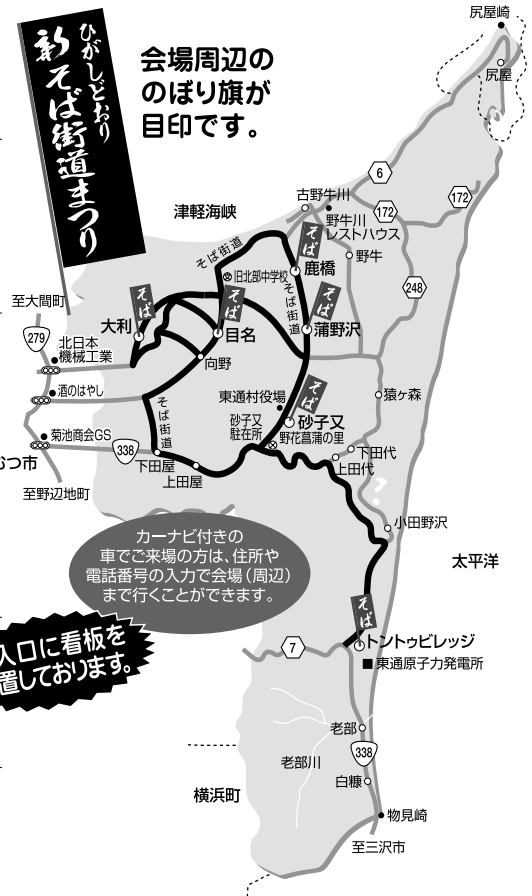 ひがしどおり
新そば街道まつり
会場周辺の
のぼり旗が
目印です。
尻屋崎
尻屋
6
172
172
古野牛川
野牛川
レストハウス
津軽海峡
野牛
そば街道
そば
鹿橋
旧北部中学校
248
そば街道
至大間町
そば
大利
そば
目名
そば
蒲野沢
279
北日本
機械工業
向野
酒のはやし
東通村役場
そば
猿ヶ森
そば街道
砂子又
砂子又
駐在所
野花菖蒲の里
菊池商会GS
338
下田屋
上田屋
下田代
上田代
むつ市
至野辺地町
小田野沢
カーナビ付きの
車でご来場の方は、住所や
電話番号の入力で会場（周辺）
まで行くことができます。
太平洋
入口に看板を
置しております。
そば
7
トントゥビレッジ
東通原子力発電所
老部
338
老部川
白糠
横浜町
物見崎
至三沢市